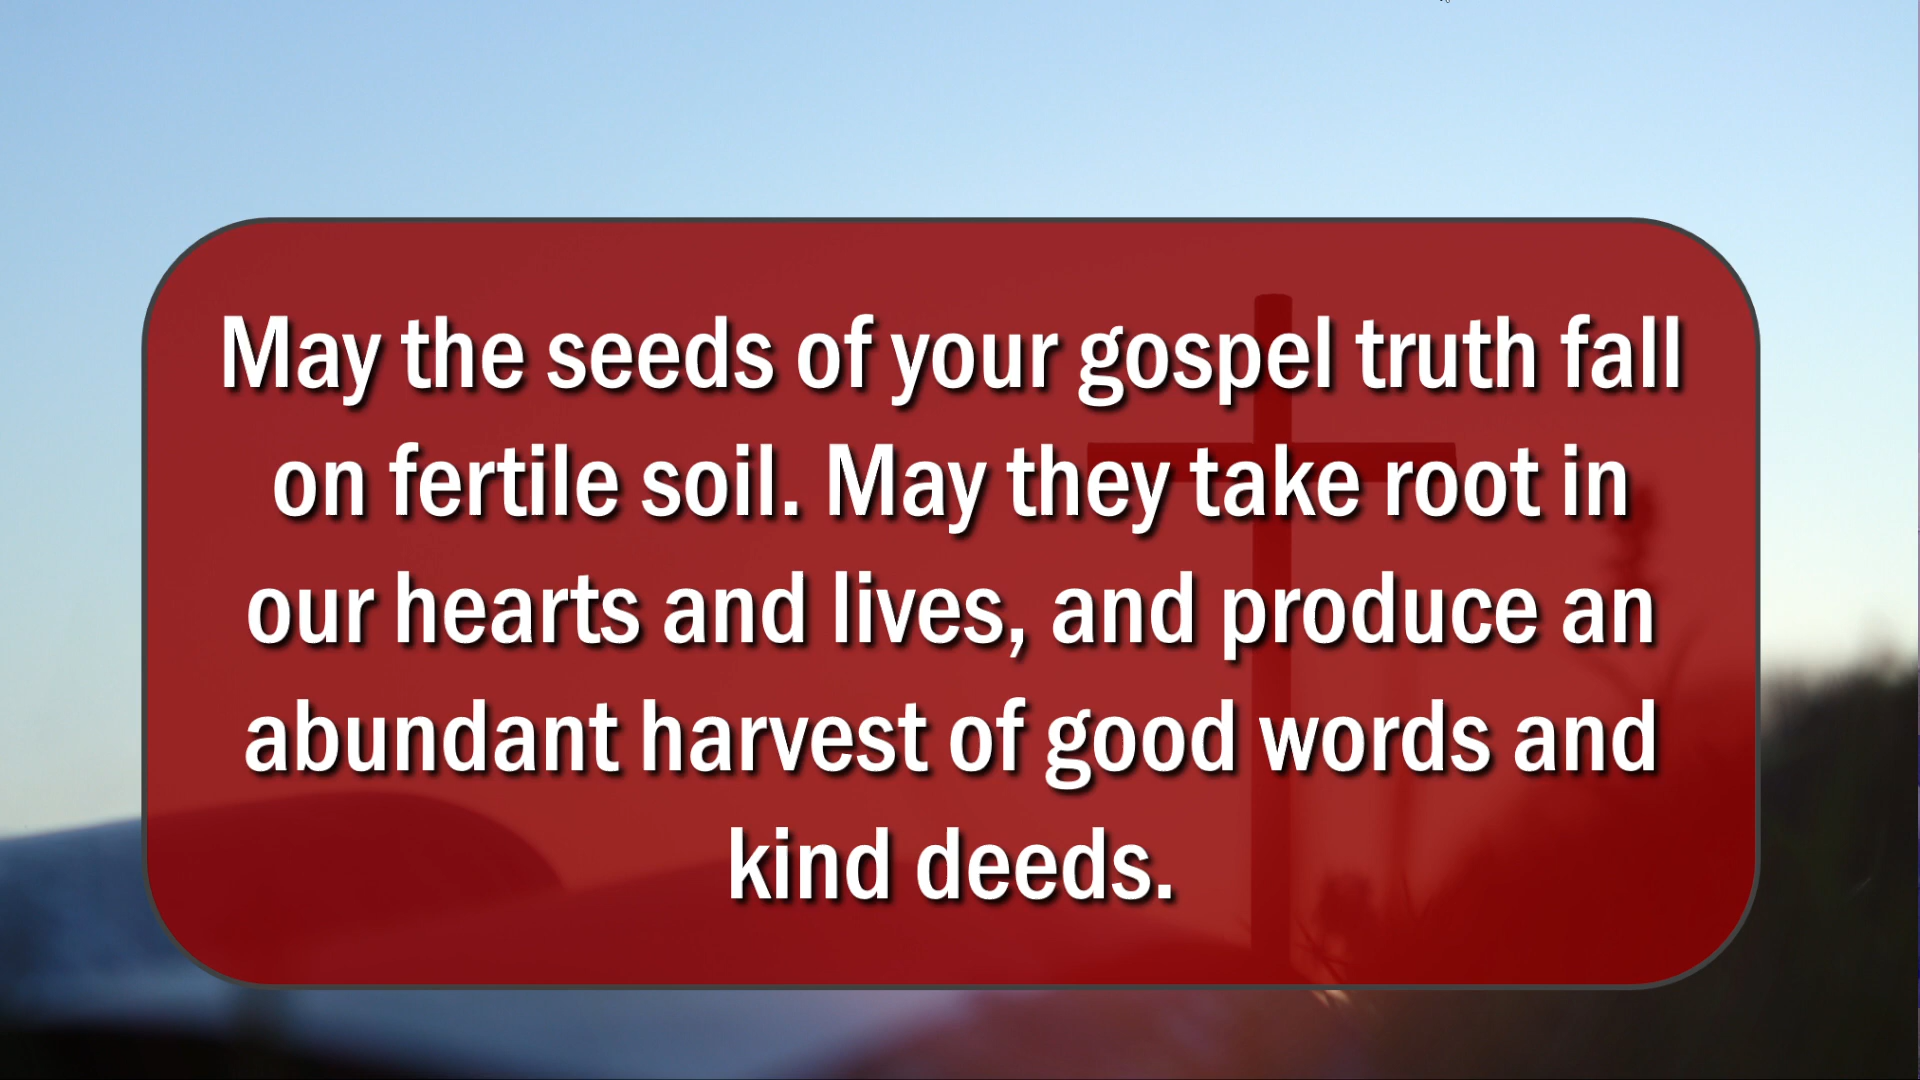 May the seeds of your gospel truth fall
on fertile soil. May they take root in
our hearts and lives, and produce an
abundant harvest of good words and
kind deeds.